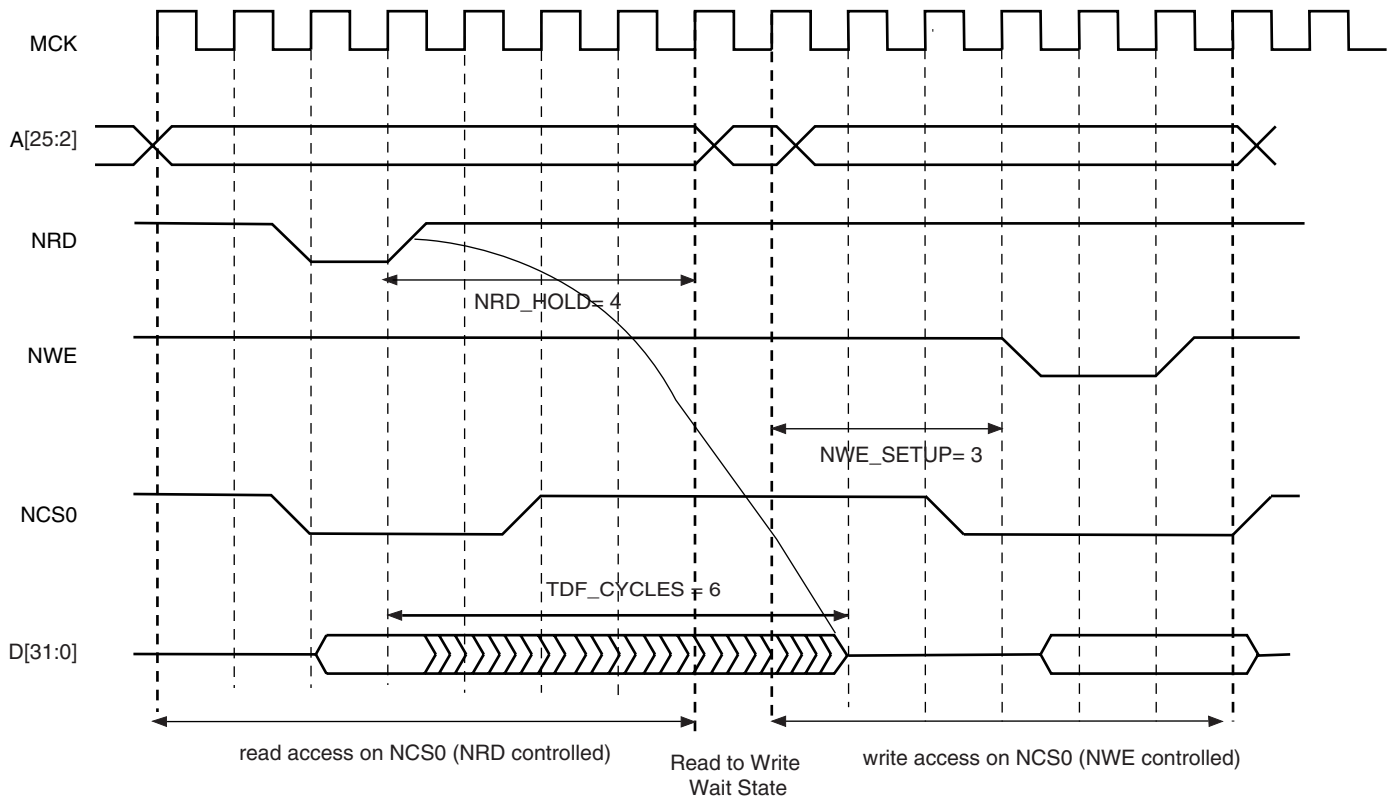 MCK
A[25:2]
NRD
NRD_HOLD= 4
NWE
NWE_SETUP= 3
NCS0
TDF_CYCLES = 6
D[31:0]
read access on NCS0 (NRD controlled)
Read to Write
Wait State
write access on NCS0 (NWE controlled)